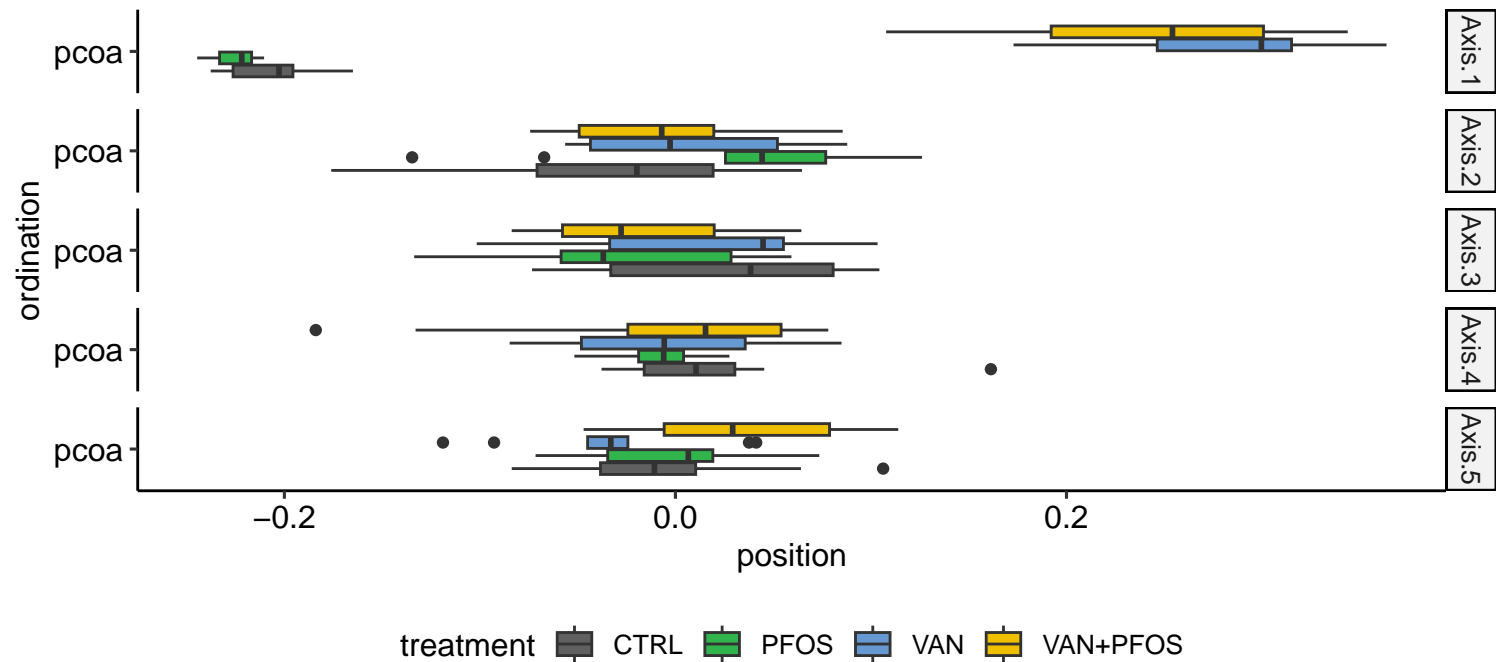 pcoa
Axis.1
pcoa
Axis.2
ordination
pcoa
Axis.3
pcoa
Axis.4
pcoa
Axis.5
−0.2 0.0 0.2
position
treatment CTRL PFOS VAN VAN+PFOS